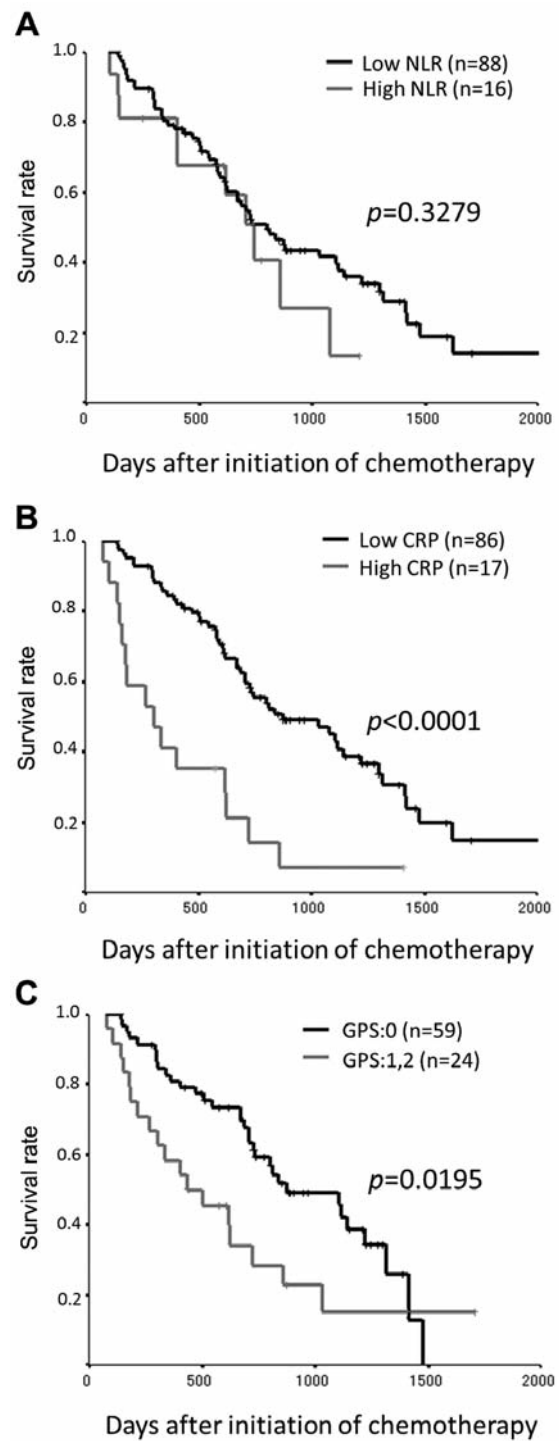 A
1.0
Low NLR (n=88)
High NLR (n=16)
0.8
0.6
p=0.3279
0.4
0.2
Survival rate
0 500 1000 1500 2000
Days after initiation of chemotherapy
B
1.0
Low CRP (n=86)
High CRP (n=17)
0.8
0.6
p<0.0001
0.4
0.2
Survival rate
0 500 1000 1500 2000
Days after initiation of chemotherapy
C
1.0
GPS:0 (n=59)
GPS:1,2 (n=24)
0.8
0.6
p=0.0195
0.4
0.2
Survival rate
0 500 1000 1500 2000
Days after initiation of chemotherapy